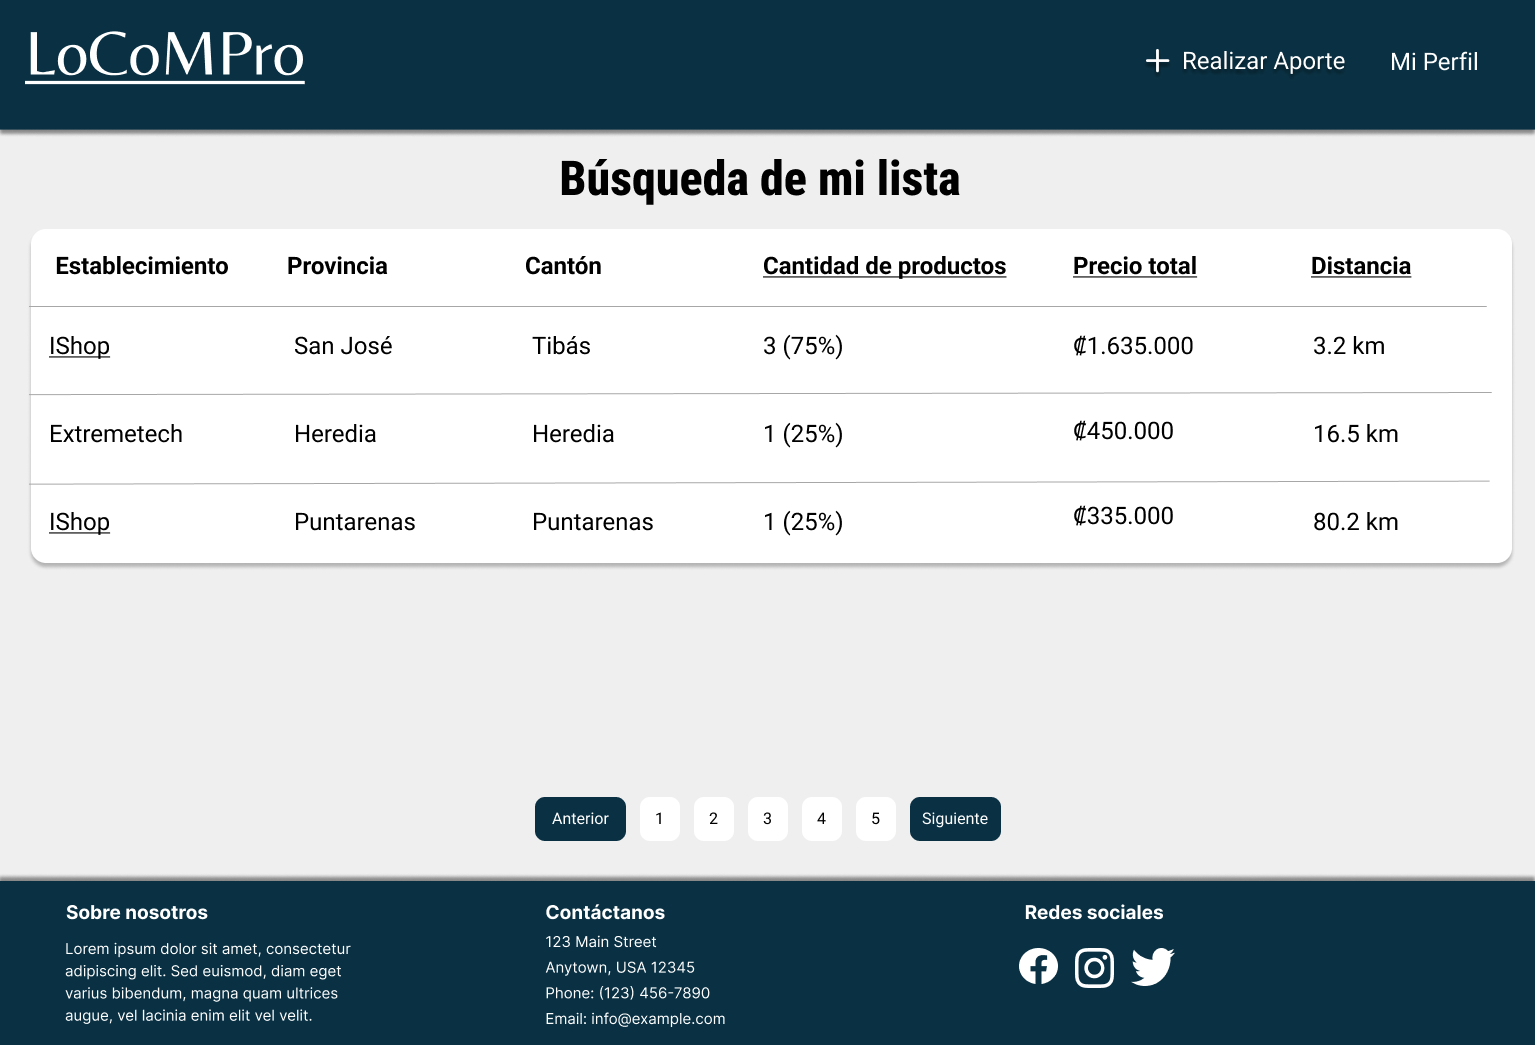 LoCoMPro
Realizar Aporte Mi Perfil
Búsqueda de mi lista
Establecimiento Provincia Cantón Cantidad de productos Precio total Distancia
IShop San José Tibás 3 (75%) ₡1.635.000 3.2 km
Extremetech Heredia Heredia 1 (25%) ₡450.000 16.5 km
IShop Puntarenas Puntarenas 1 (25%) ₡335.000 80.2 km
Anterior 1 2 3 4 5 Siguiente
Sobre nosotros
Lorem ipsum dolor sit amet, consectetur
adipiscing elit. Sed euismod, diam eget
varius bibendum, magna quam ultrices
augue, vel lacinia enim elit vel velit.
Contáctanos
123 Main Street
Anytown, USA 12345
Phone: (123) 456-7890
Email: info@example.com
Redes sociales